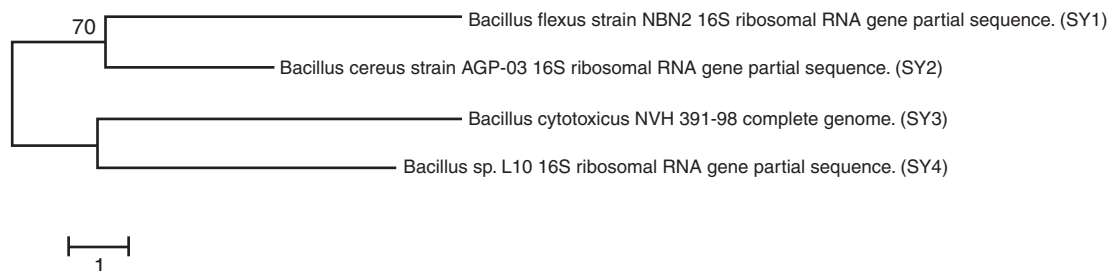 Bacillus flexus strain NBN2 16S ribosomal RNA gene partial sequence. (SY1)
70
Bacillus cereus strain AGP-03 16S ribosomal RNA gene partial sequence. (SY2)
Bacillus cytotoxicus NVH 391-98 complete genome. (SY3)
Bacillus sp. L10 16S ribosomal RNA gene partial sequence. (SY4)
1